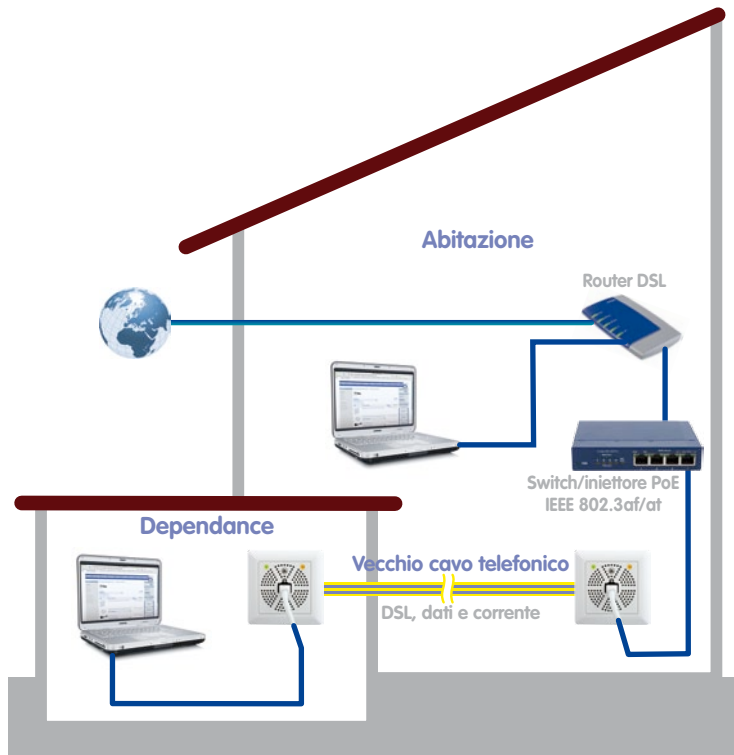 Abitazione
Router DSL
Switch/iniettore PoE
IEEE 802.3af/at
Dependance
Vecchio cavo telefonico
DSL, dati e corrente